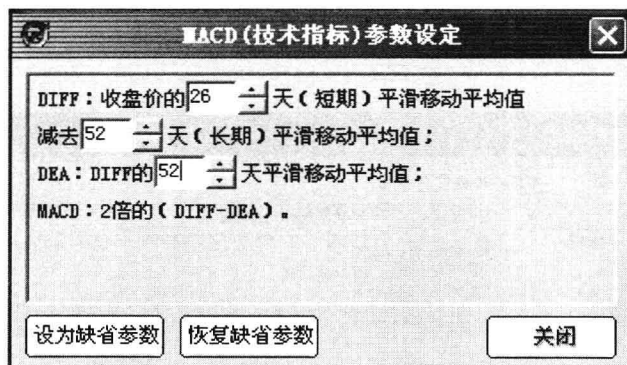 MACD(技术指标)参数设定
DIFF:收盘价的26天(短期)平滑移动平均值
减去52天(长期)平滑移动平均值;
DEA:DIFF的52天平滑移动平均值;
MACD:2倍的(DIFF-DEA)。
设为缺省参数 恢复缺省参数 关闭